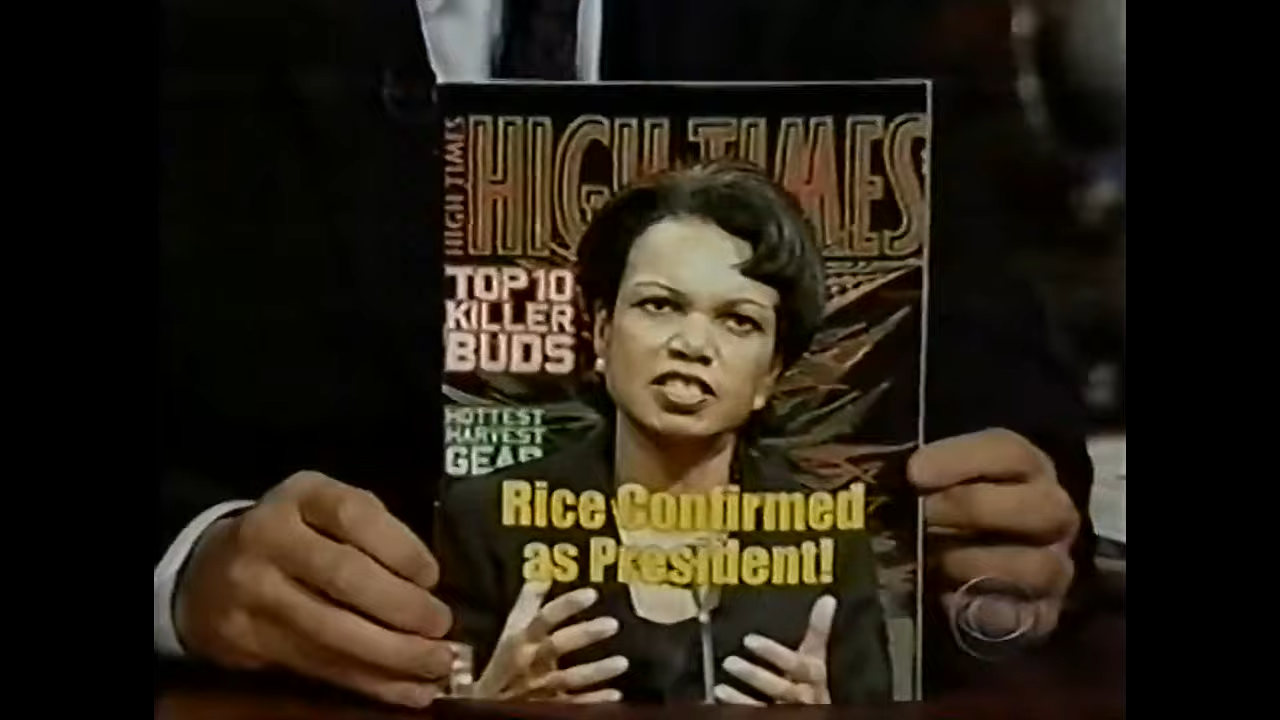 HIGH TIMES
HIGH TIMES
TOP 10
KILLER
BUDS
HOTTEST
HARVEST
GEAR
Rice Confirmed
as President!